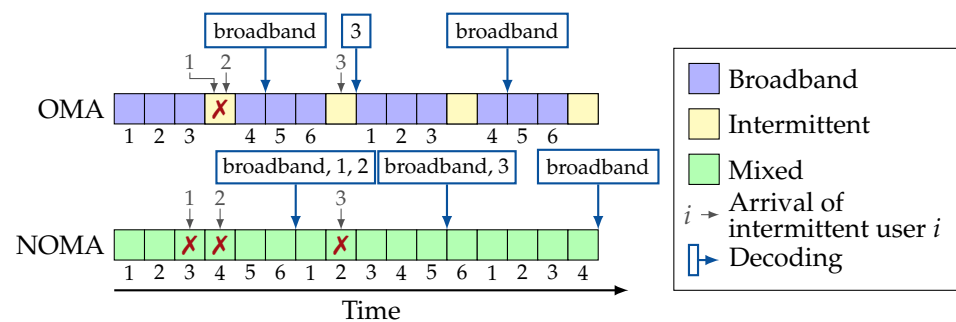 broadband 3 broadband
1 2 3
OMA ✗
1 2 3 4 5 6 1 2 3 4 5 6
broadband, 1, 2 broadband, 3 broadband
1 2 3
NOMA ✗ ✗ ✗
1 2 3 4 5 6 1 2 3 4 5 6 1 2 3 4
Time
Broadband
Intermittent
Mixed
i Arrival of
intermittent user i
Decoding